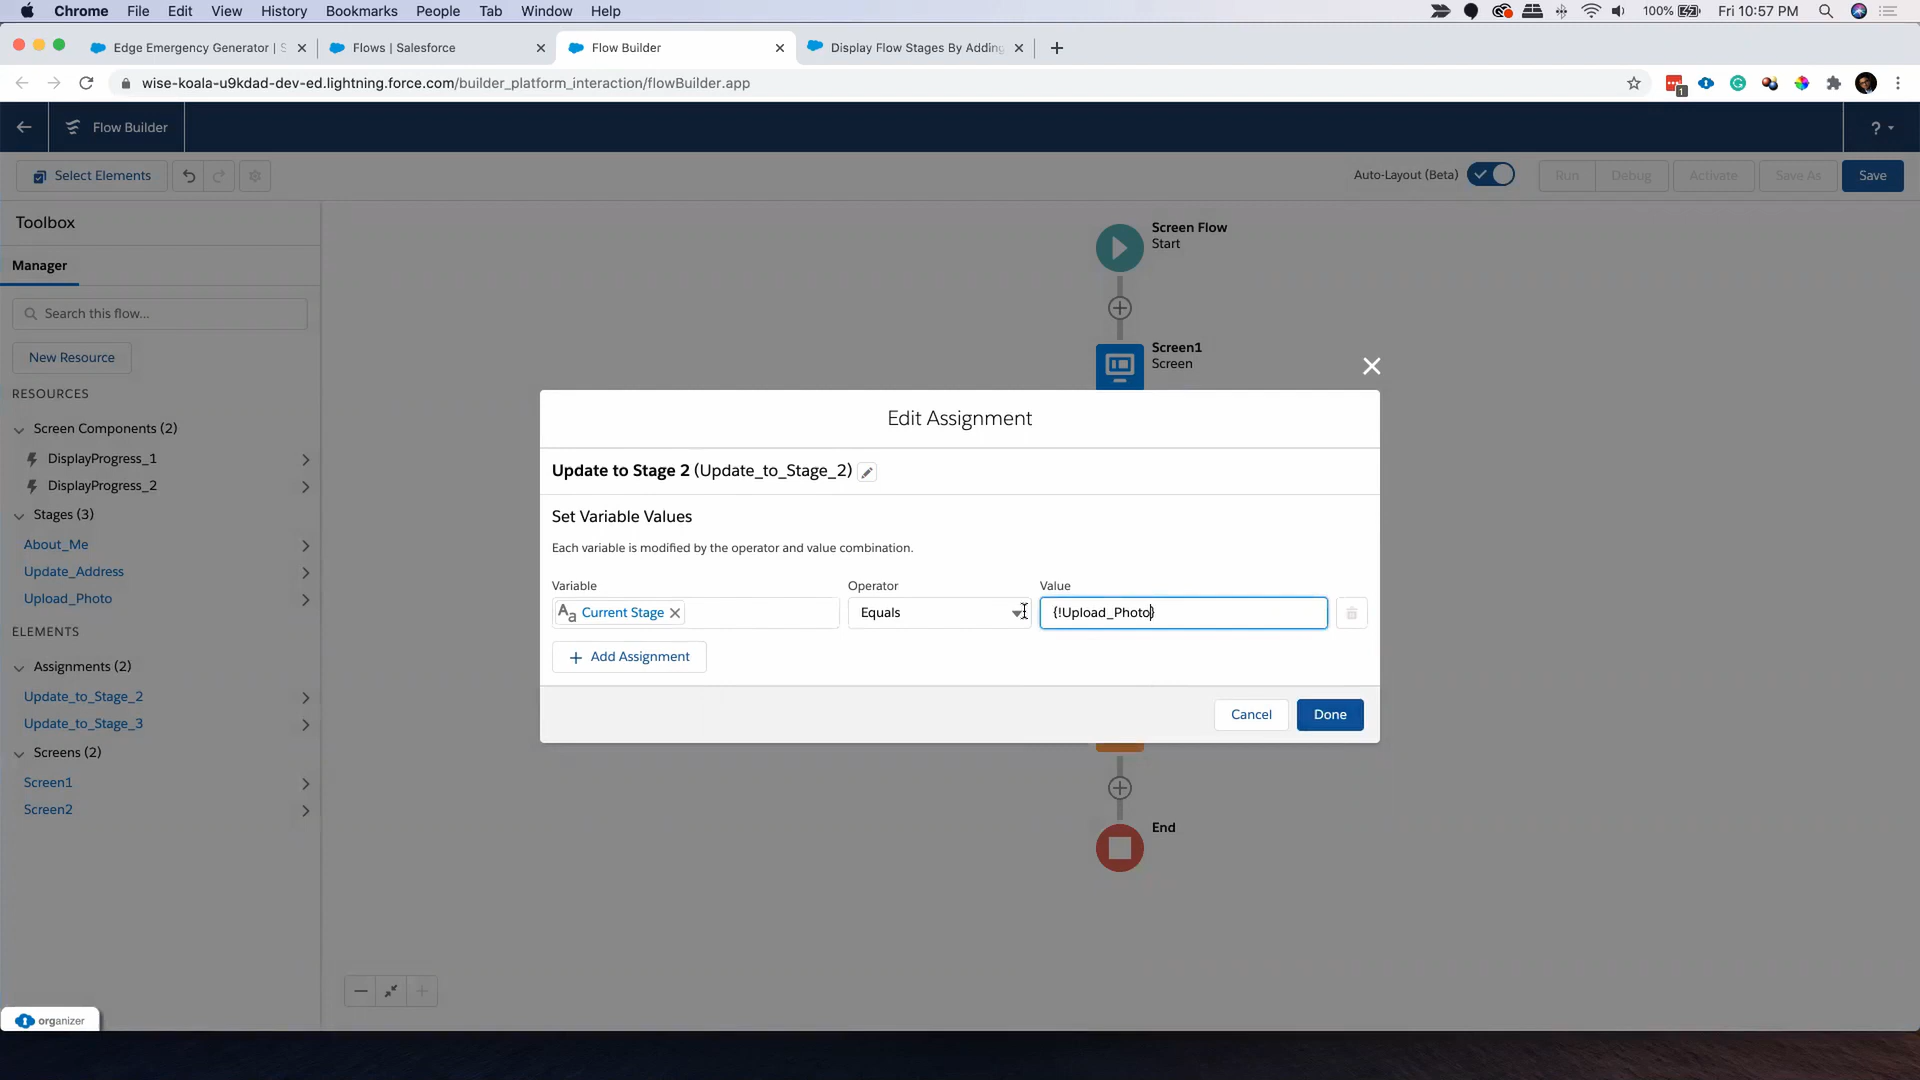 Chrome File Edit View History Bookmarks People Tab Window Help 100% Fri 10:57 PM
Edge Emergency Generator | S Flows | Salesforce Flow Builder Display Flow Stages By Adding
wise-koala-u9kdad-dev-ed.lightning.force.com/builder_platform_interaction/flowBuilder.app 1
Flow Builder ?
Select Elements Auto-Layout (Beta) Run Debug Activate Save As Save
Toolbox
Manager
Search this flow...
New Resource
RESOURCES
Screen Components (2)
DisplayProgress_1
DisplayProgress_2
Stages (3)
About_Me
Update_Address
Upload_Photo
ELEMENTS
Assignments (2)
Update_to_Stage_2
Update_to_Stage_3
Screens (2)
Screen1
Screen2
Screen Flow
Start
Screen1
Screen
Edit Assignment
Update to Stage 2 (Update_to_Stage_2)
Set Variable Values
Each variable is modified by the operator and value combination.
Variable Operator Value
Aa Current Stage Equals {!Upload_Photo}
+ Add Assignment
Cancel Done
End
organizer